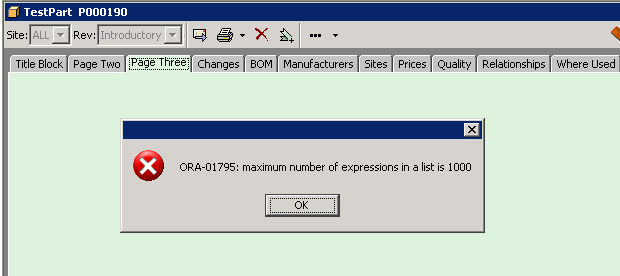 TestPart P000190
Site: ALL Rev: Introductory
Title Block Page Two Page Three Changes BOM Manufacturers Sites Prices Quality Relationships Where Used
ORA-01795: maximum number of expressions in a list is 1000
OK